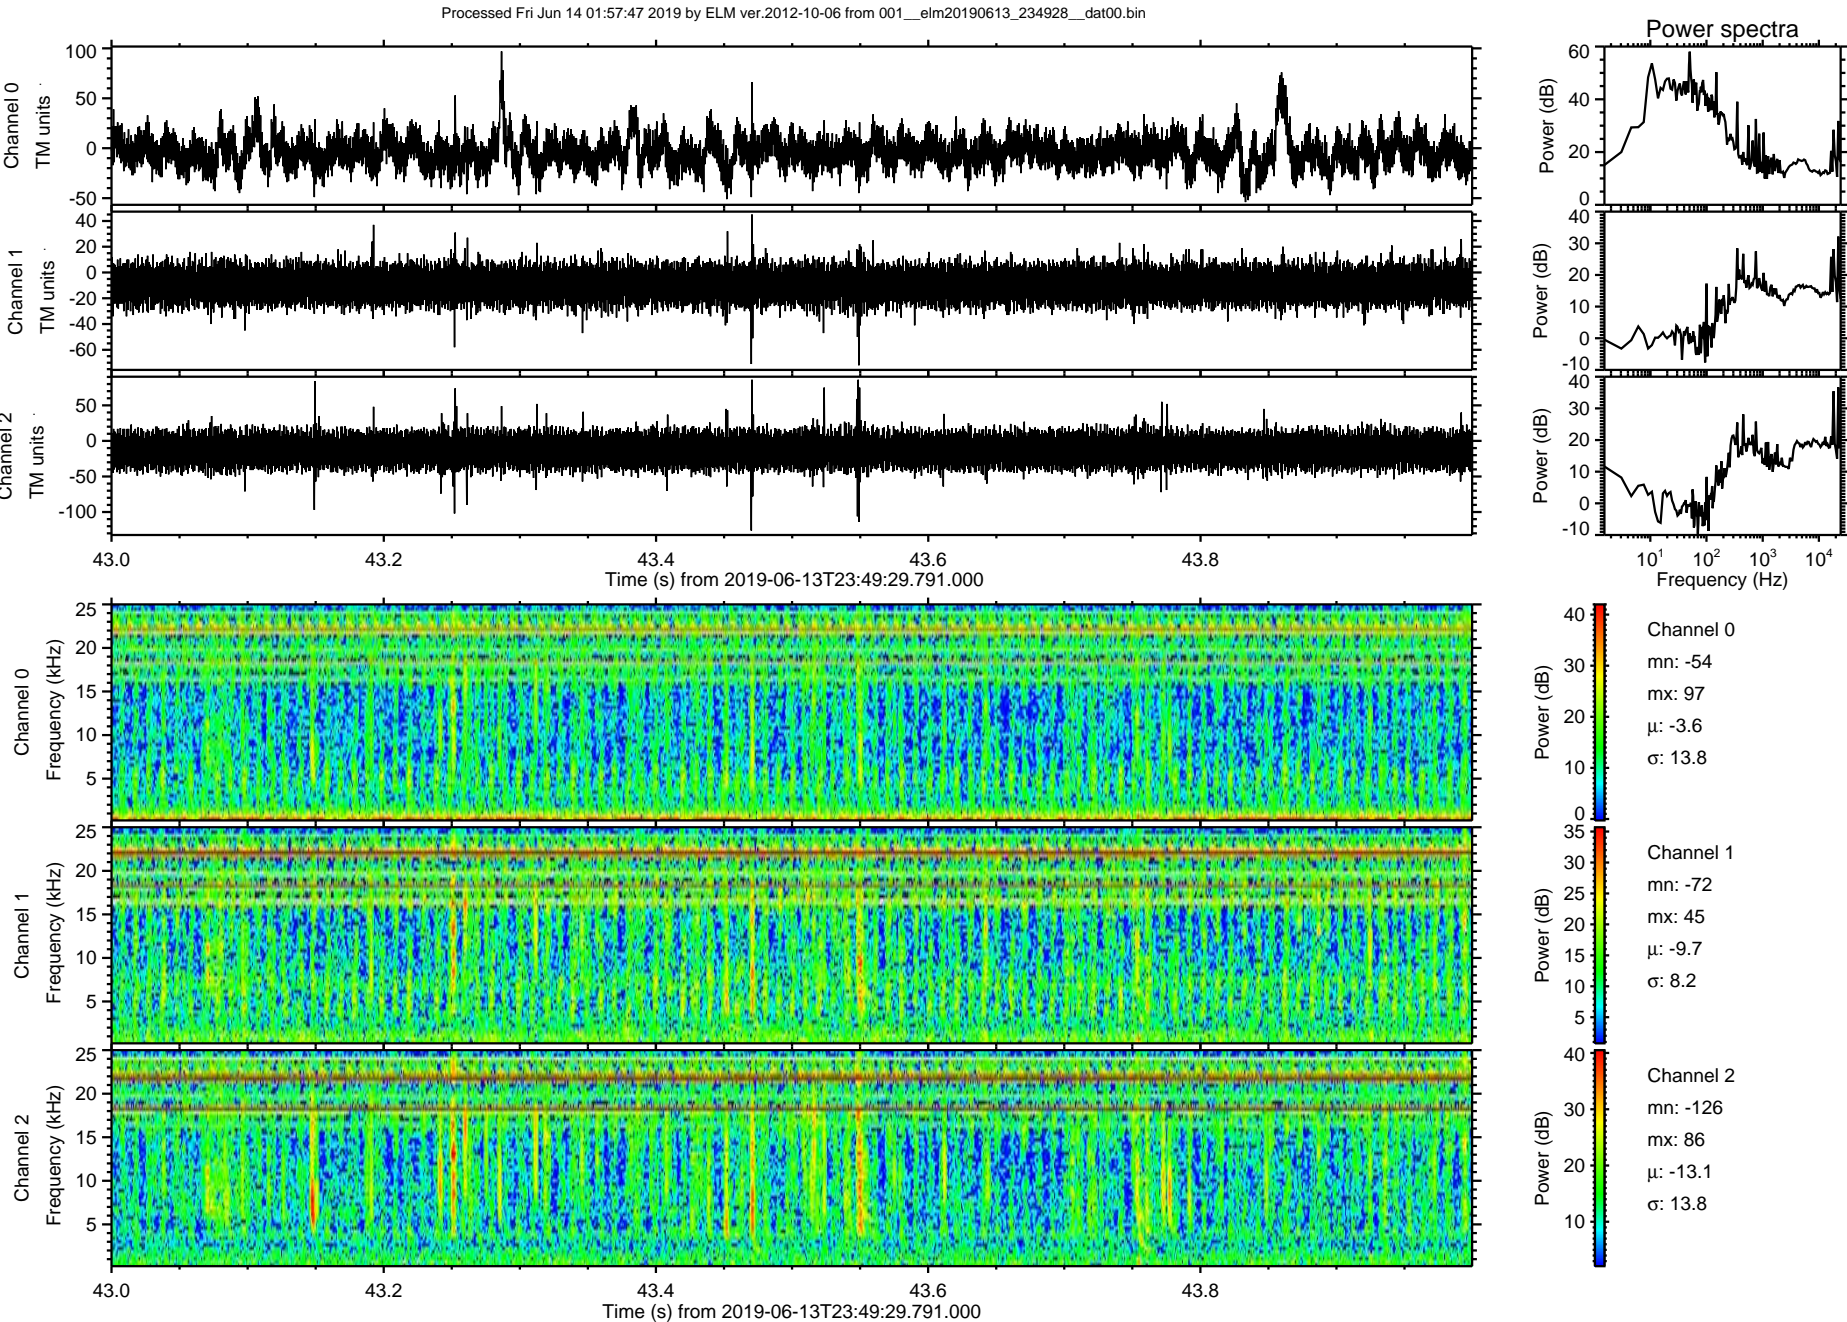 Processed Fri Jun 14 01:57:47 2019 by ELM ver.2012-10-06 from 001__elm20190613_234928__dat00.bin
Power spectra
Channel 0
TM units
100
50
0
-50
Power (dB)
60
40
20
0
Channel 1
TM units
40
20
0
-20
-40
-60
Power (dB)
40
30
20
10
0
-10
Channel 2
TM units
50
0
-50
-100
Power (dB)
40
30
20
10
0
-10
43.0 43.2 43.4 43.6 43.8
Time (s) from 2019-06-13T23:49:29.791.000
10¹ 10² 10³ 10⁴
Frequency (Hz)
Channel 0
Frequency (kHz)
25
20
15
10
5
Power (dB)
40
30
20
10
0
Channel 0
mn: -54
mx: 97
μ: -3.6
σ: 13.8
Channel 1
Frequency (kHz)
25
20
15
10
5
Power (dB)
35
30
25
20
15
10
5
Channel 1
mn: -72
mx: 45
μ: -9.7
σ: 8.2
Channel 2
Frequency (kHz)
25
20
15
10
5
Power (dB)
40
30
20
10
Channel 2
mn: -126
mx: 86
μ: -13.1
σ: 13.8
43.0 43.2 43.4 43.6 43.8
Time (s) from 2019-06-13T23:49:29.791.000